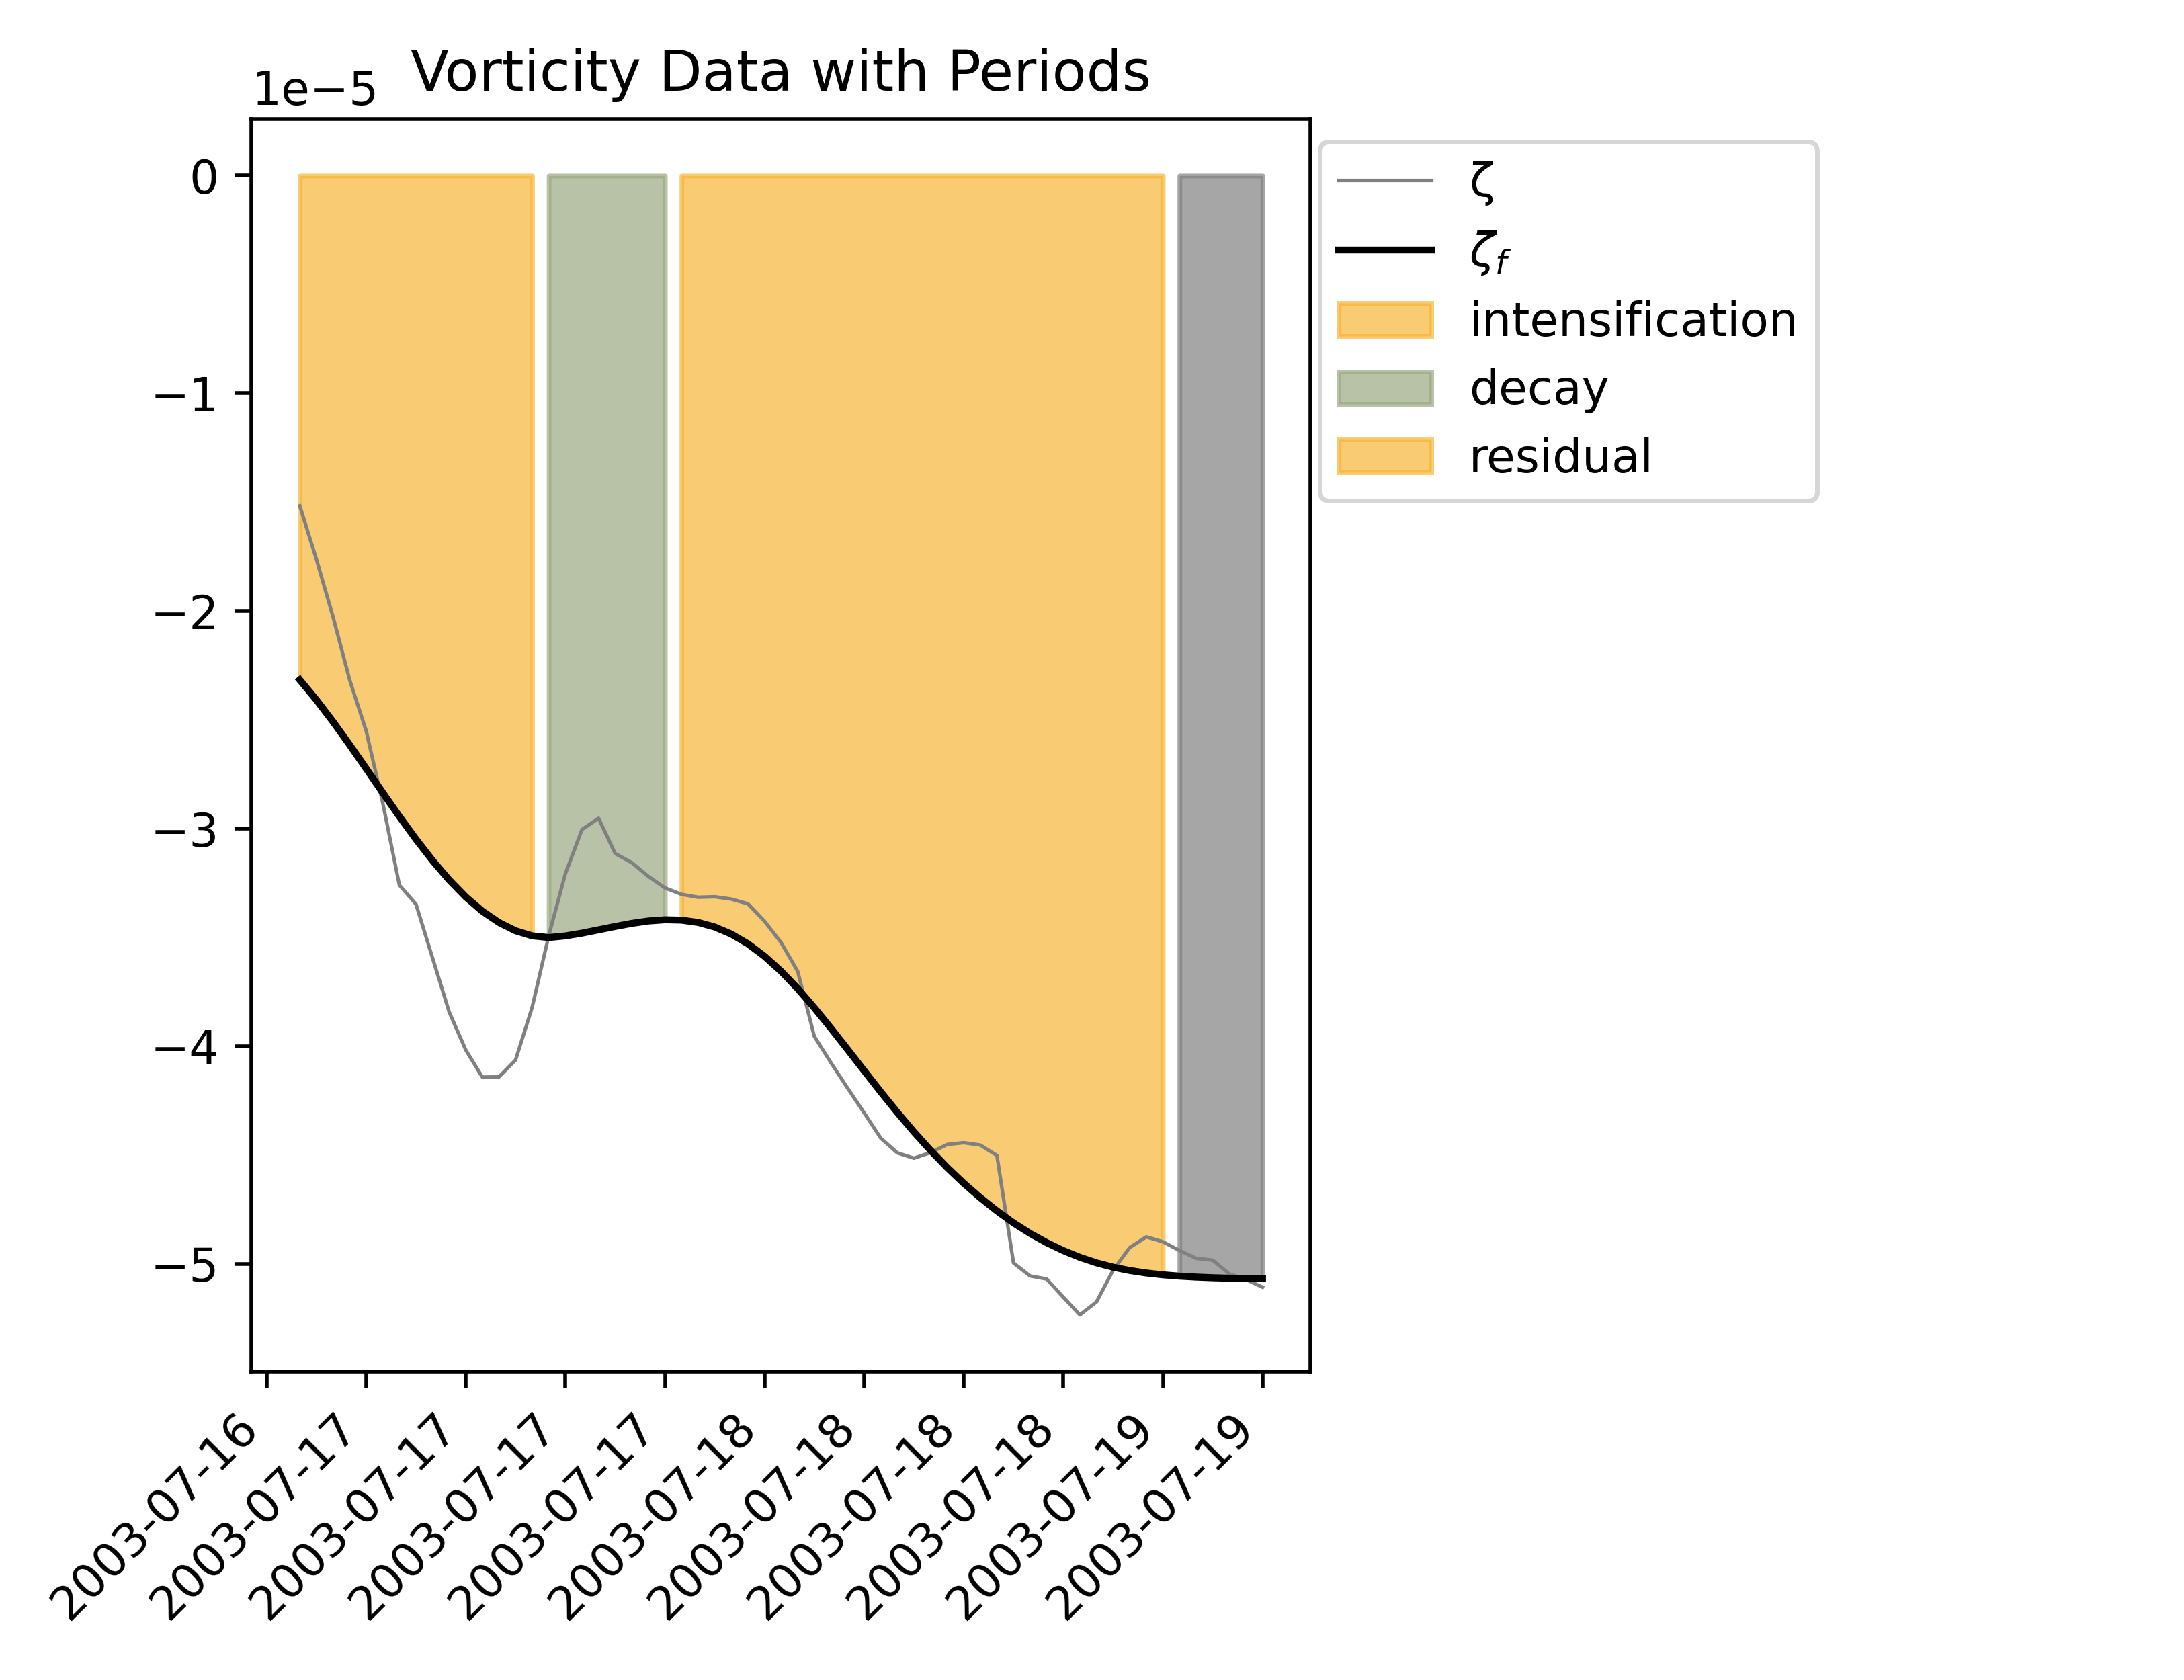 Vorticity Data with Periods
1e−5
0
−1
−2
−3
−4
−5
ζ
ζf
intensification
decay
residual
2003-07-16
2003-07-17
2003-07-17
2003-07-17
2003-07-17
2003-07-18
2003-07-18
2003-07-18
2003-07-18
2003-07-19
2003-07-19